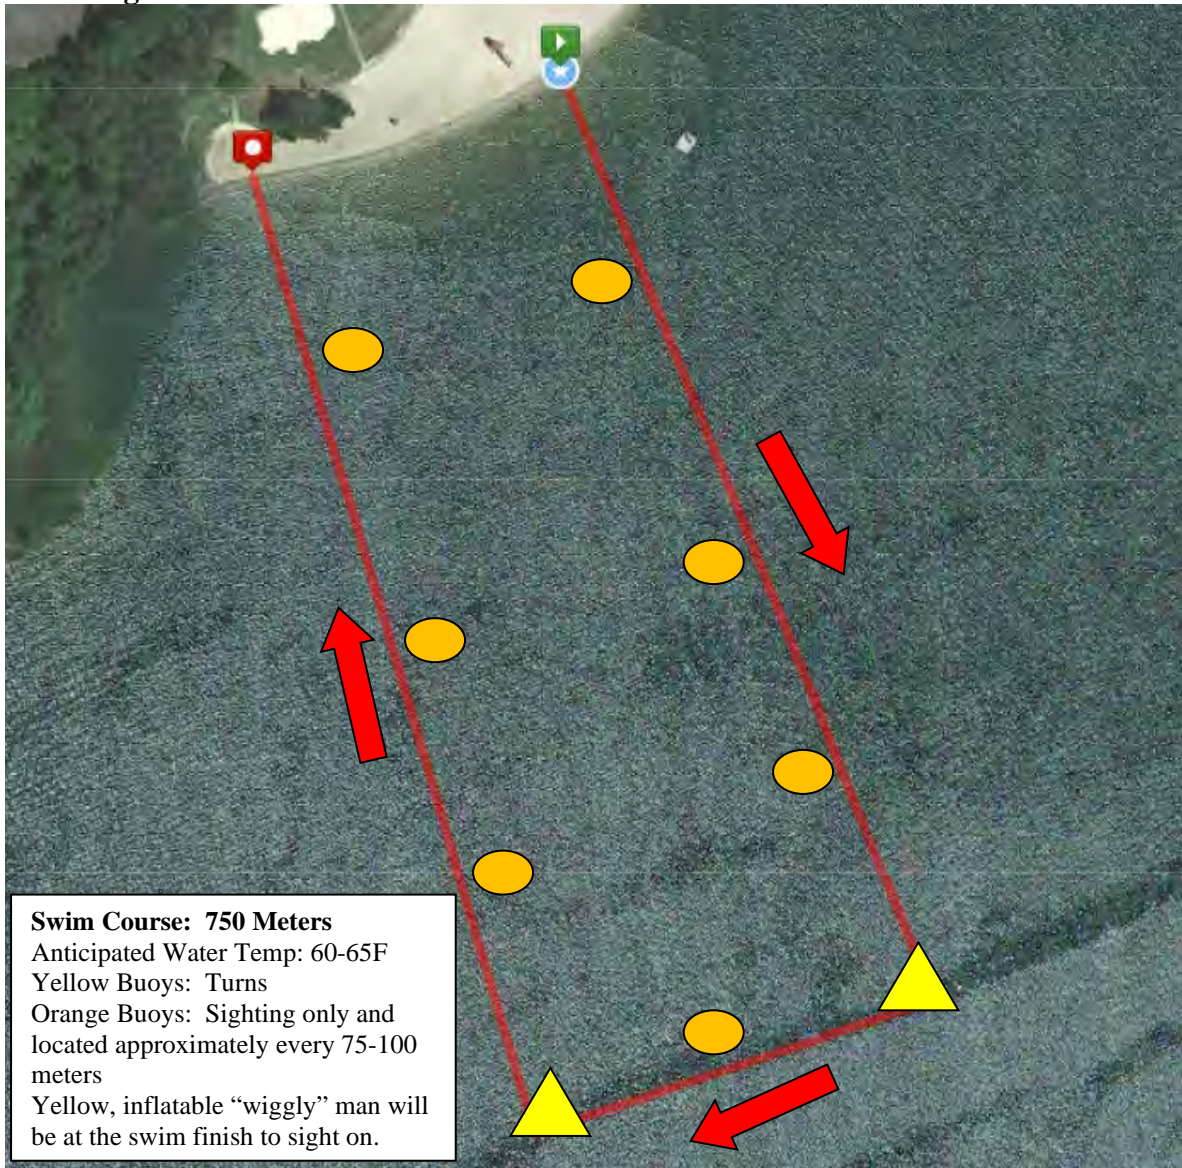 Swim Course: 750 Meters
Anticipated Water Temp: 60-65F
Yellow Buoys: Turns
Orange Buoys: Sighting only and
located approximately every 75-100
meters
Yellow, inflatable “wiggly” man will
be at the swim finish to sight on.